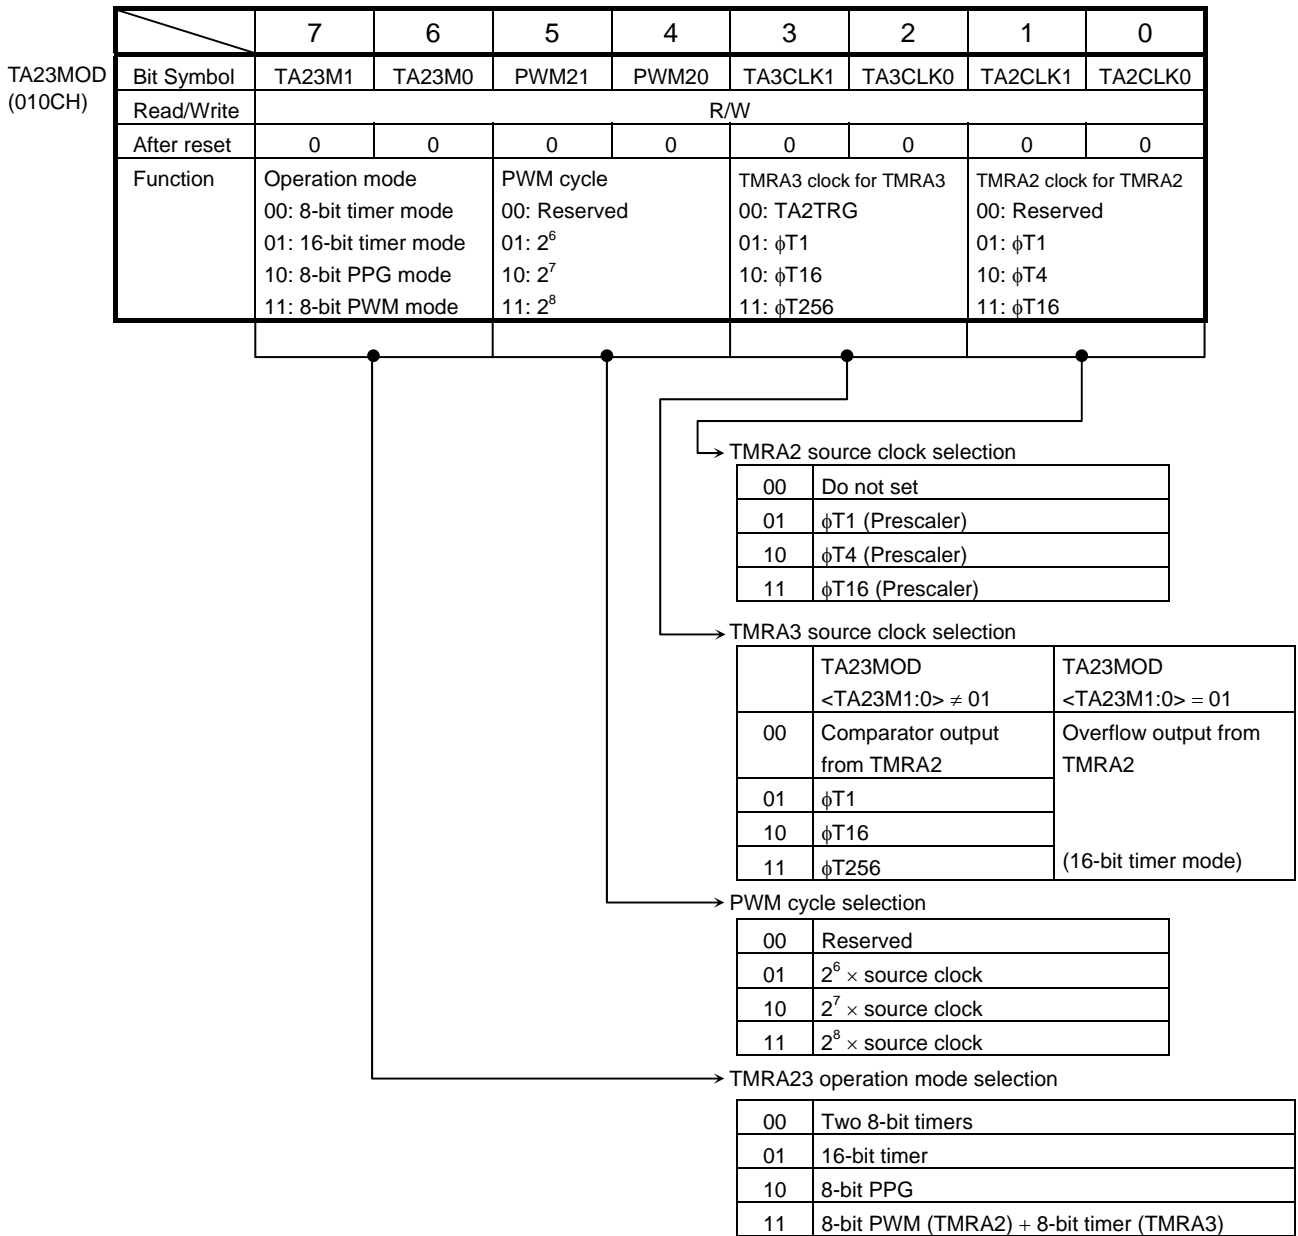 7 6 5 4 3 2 1 0
TA23MOD
(010CH)
Bit Symbol TA23M1 TA23M0 PWM21 PWM20 TA3CLK1 TA3CLK0 TA2CLK1 TA2CLK0
Read/Write R/W
After reset 0 0 0 0 0 0 0 0
Function Operation mode PWM cycle TMRA3 clock for TMRA3 TMRA2 clock for TMRA2
00: 8-bit timer mode 00: Reserved 00: TA2TRG 00: Reserved
01: 16-bit timer mode 01: 2⁶ 01: ϕT1 01: ϕT1
10: 8-bit PPG mode 10: 2⁷ 10: ϕT16 10: ϕT4
11: 8-bit PWM mode 11: 2⁸ 11: ϕT256 11: ϕT16
TMRA2 source clock selection
00 Do not set
01 ϕT1 (Prescaler)
10 ϕT4 (Prescaler)
11 ϕT16 (Prescaler)
TMRA3 source clock selection
TA23MOD TA23MOD
<TA23M1:0> ≠ 01 <TA23M1:0> = 01
00 Comparator output Overflow output from
from TMRA2 TMRA2
01 ϕT1
10 ϕT16
11 ϕT256 (16-bit timer mode)
PWM cycle selection
00 Reserved
01 2⁶ × source clock
10 2⁷ × source clock
11 2⁸ × source clock
TMRA23 operation mode selection
00 Two 8-bit timers
01 16-bit timer
10 8-bit PPG
11 8-bit PWM (TMRA2) + 8-bit timer (TMRA3)